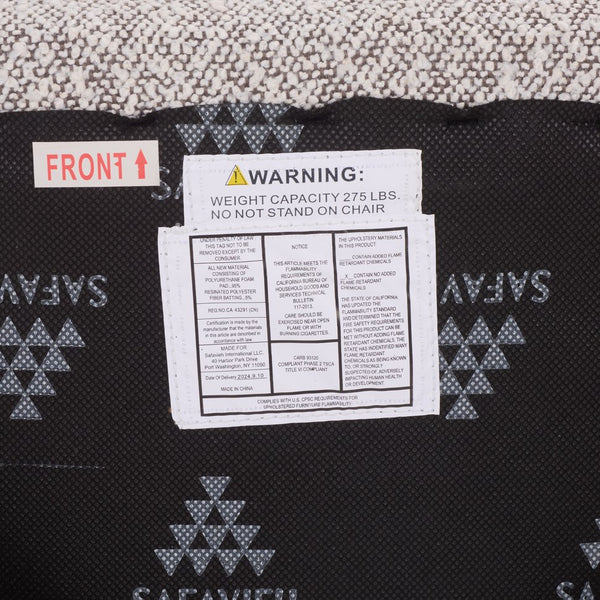 FRONT
WARNING:
WEIGHT CAPACITY 275 LBS.
NO NOT STAND ON CHAIR
UNDER PENALTY OF LAW
THIS TAG NOT TO BE
REMOVED EXCEPT BY THE
CONSUMER.
ALL NEW MATERIAL
CONSISTING OF
POLYURETHANE FOAM
PAD...95%
RESINATED POLYESTER
FIBER BATTING...5%
REG.NO.CA 43291 (CN)
Certification is made by the
manufacturer that the materials
in this article are described in
accordance with law.
MADE FOR
Safavieh International LLC.
40 Harbor Park Drive
Port Washington, NY 11090
Date Of Delivery 2024.9.10
MADE IN CHINA
NOTICE
THIS ARTICLE MEETS THE
FLAMMABILITY
REQUIREMENTS OF
CALIFORNIA BUREAU OF
HOUSEHOLD GOODS AND
SERVICES TECHNICAL
BULLETIN
117-2013.
CARE SHOULD BE
EXERCISED NEAR OPEN
FLAME OR WITH
BURNING CIGARETTES.
CARB 93120
COMPLIANT PHASE 2 TSCA
TITLE VI COMPLIANT
THE UPHOLSTERY MATERIALS
IN THIS PRODUCT
CONTAIN ADDED FLAME
RETARDANT CHEMICALS
X CONTAIN NO ADDED
FLAME RETARDANT
CHEMICALS
THE STATE OF CALIFORNIA
HAS UPDATED THE
FLAMMABILITY STANDARD
AND DETERMINED THAT THE
FIRE SAFETY REQUIREMENTS
FOR THIS PRODUCT CAN BE
MET WITHOUT ADDING FLAME
RETARDANT CHEMICALS. THE
STATE HAS IDENTIFIED MANY
FLAME RETARDANT
CHEMICALS AS BEING KNOWN
TO, OR STRONGLY
SUSPECTED OF, ADVERSELY
IMPACTING HUMAN HEALTH
OR DEVELOPMENT.
COMPLIES WITH U.S. CPSC REQUIREMENTS FOR
UPHOLSTERED FURNITURE FLAMMABILITY
SAFAVIEH